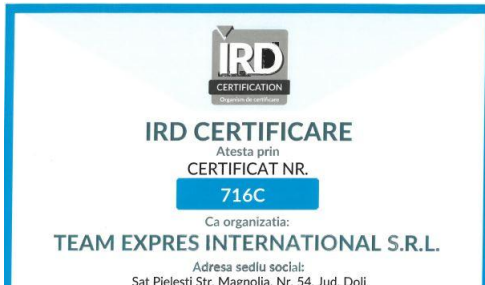 IRD
CERTIFICATION
Organism de certificare
IRD CERTIFICARE
Atesta prin
CERTIFICAT NR.
716C
Ca organizatia:
TEAM EXPRES INTERNATIONAL S.R.L.
Adresa sediu social:
Sat Pielesti Str. Magnolia, Nr. 54, Jud. Dolj